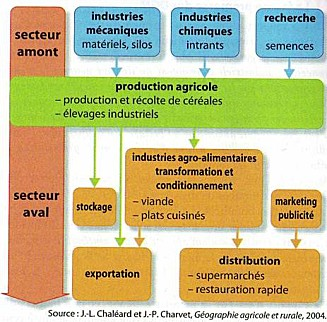 secteur
amont
industries
mécaniques
matériels, silos
industries
chimiques
intrants
recherche
semences
production agricole
– production et récolte de céréales
– élevages industriels
secteur
aval
stockage
industries agro-alimentaires
transformation et
conditionnement
– viande
– plats cuisinés
marketing
publicité
exportation
distribution
– supermarchés
– restauration rapide
Source : J.-L. Chaléard et J.-P. Charvet, Géographie agricole et rurale, 2004.